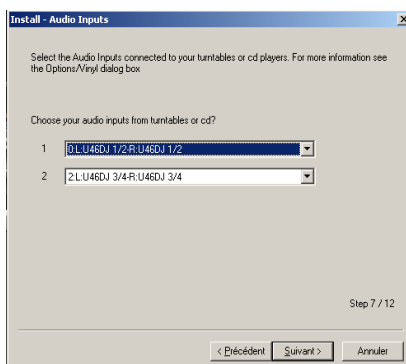 Install - Audio Inputs
Select the Audio Inputs connected to your turntables or cd players. For more information see
the Options/Vinyl dialog box
Choose your audio inputs from turntables or cd?
1 0:L:U46DJ 1/2-R:U46DJ 1/2
2 2:L:U46DJ 3/4-R:U46DJ 3/4
Step 7 / 12
< Précédent Suivant > Annuler